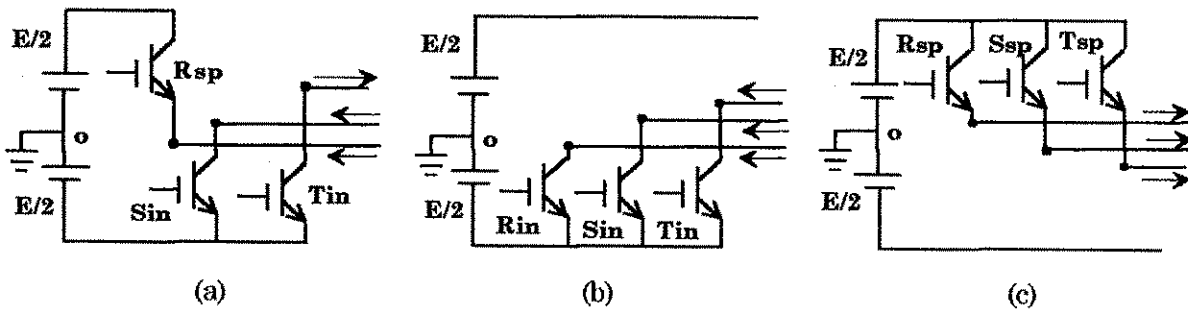 E/2
Rsp
o
E/2
Sin
Tin
(a)
E/2
o
E/2
Rin
Sin
Tin
(b)
E/2
Rsp
Ssp
Tsp
o
E/2
(c)